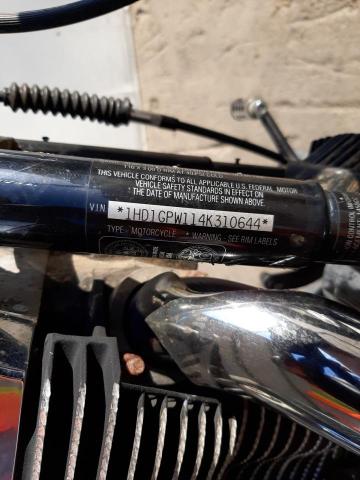 THIS VEHICLE CONFORMS TO ALL APPLICABLE U.S. FEDERAL MOTOR
VEHICLE SAFETY STANDARDS IN EFFECT ON
THE DATE OF MANUFACTURE SHOWN ABOVE.
VIN *1HD1GPW114K310644*
TYPE - MOTORCYCLE * WARNING - SEE RIM LABELS